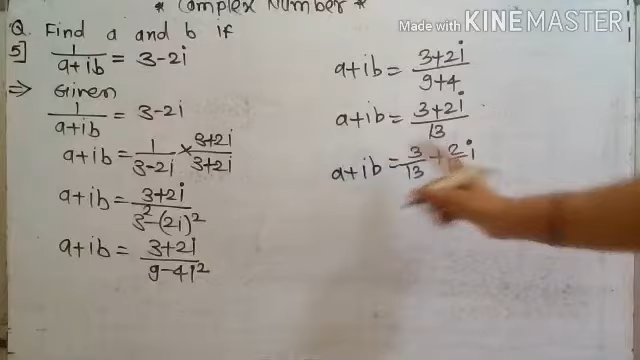 * Complex Number *
Q. Find a and b if
5] 1/(a+ib) = 3-2i
⇒ Given
1/(a+ib) = 3-2i
a+ib = 1/(3-2i) × (3+2i)/(3+2i)
a+ib = (3+2i)/(3²-(2i)²)
a+ib = (3+2i)/(9-4i²)
a+ib = (3+2i)/(9+4)
a+ib = (3+2i)/13
a+ib = 3/13 + 2 i
Made with KINEMASTER